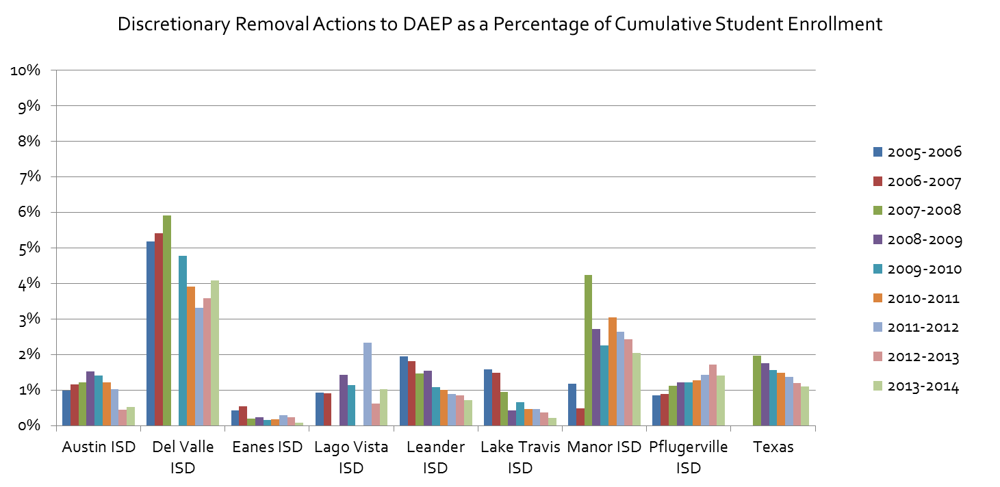 Discretionary Removal Actions to DAEP as a Percentage of Cumulative Student Enrollment
10%
9%
8%
7%
6%
5%
4%
3%
2%
1%
0%
Austin ISD
Del Valle
ISD
Eanes ISD
Lago Vista
ISD
Leander
ISD
Lake Travis
ISD
Manor ISD
Pflugerville
ISD
Texas
2005-2006
2006-2007
2007-2008
2008-2009
2009-2010
2010-2011
2011-2012
2012-2013
2013-2014